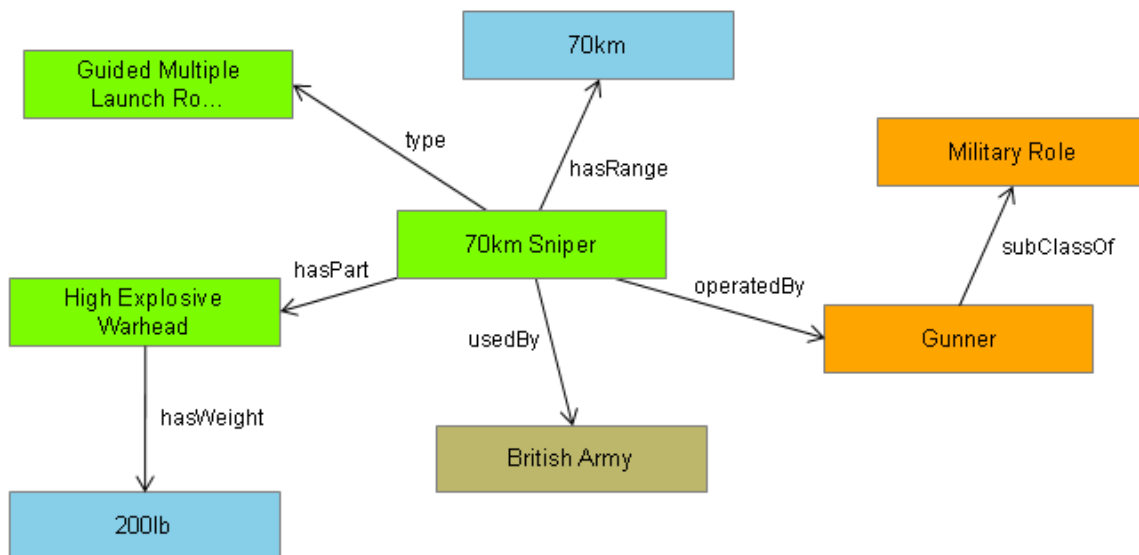 70km
Guided Multiple
Launch Ro...
type
hasRange
Military Role
70km Sniper
subClassOf
hasPart
operatedBy
High Explosive
Warhead
usedBy
Gunner
hasWeight
British Army
200lb